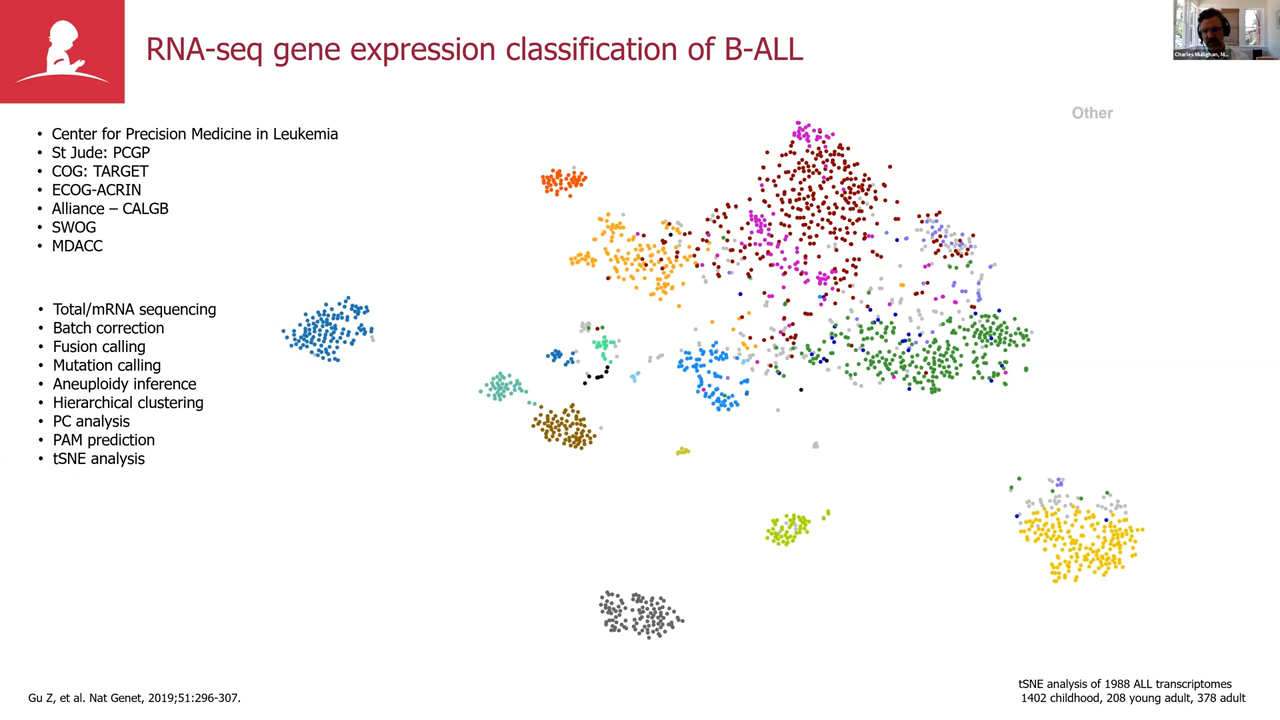 RNA-seq gene expression classification of B-ALL
Charles Mullighan, M...
Other
• Center for Precision Medicine in Leukemia
• St Jude: PCGP
• COG: TARGET
• ECOG-ACRIN
• Alliance – CALGB
• SWOG
• MDACC
• Total/mRNA sequencing
• Batch correction
• Fusion calling
• Mutation calling
• Aneuploidy inference
• Hierarchical clustering
• PC analysis
• PAM prediction
• tSNE analysis
tSNE analysis of 1988 ALL transcriptomes
1402 childhood, 208 young adult, 378 adult
Gu Z, et al. Nat Genet, 2019;51:296-307.